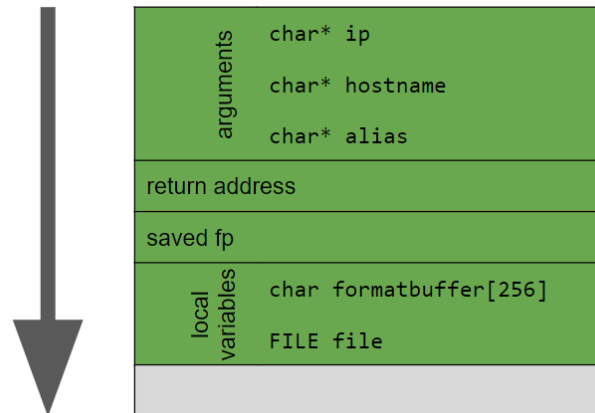 arguments
char* ip
char* hostname
char* alias
return address
saved fp
local
variables
char formatbuffer[256]
FILE file